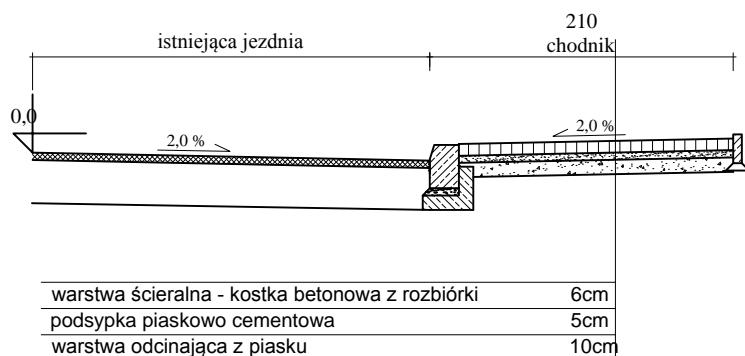 210
istniejąca jezdnia
chodnik
0,0
2,0 %
2,0 %
warstwa ścieralna - kostka betonowa z rozbiórki 6cm
podsypka piaskowo cementowa 5cm
warstwa odcinająca z piasku 10cm